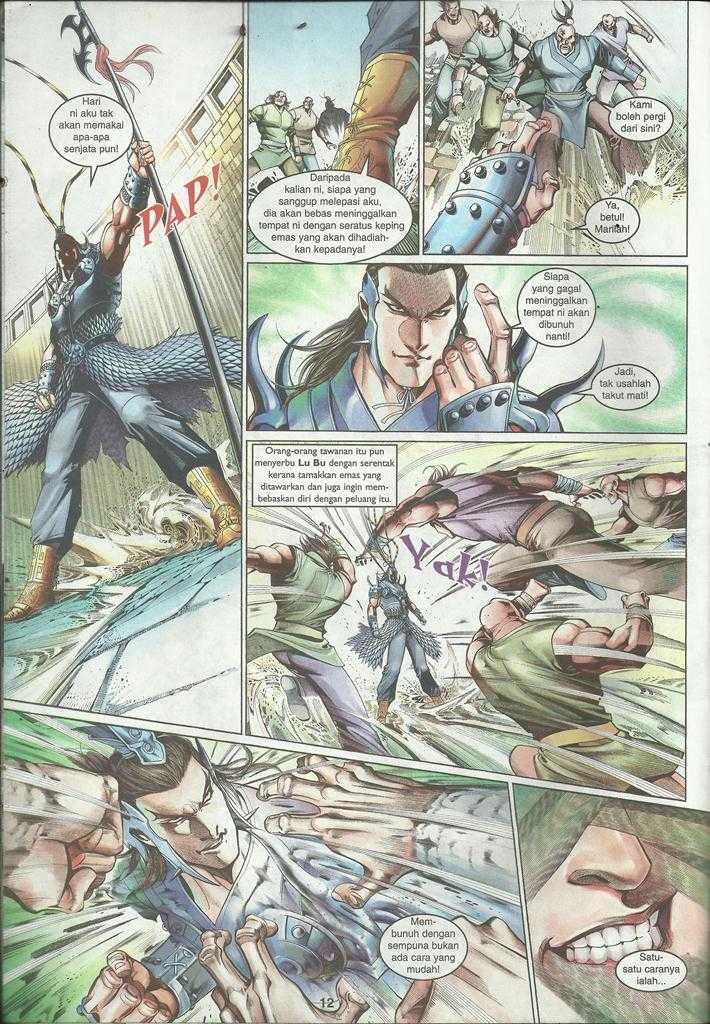 Hari
ni aku tak
akan memakai
apa-apa
senjata pun!
PAP!
Daripada
kalian ni, siapa yang
sanggup melepasi aku,
dia akan bebas meninggalkan
tempat ni dengan seratus keping
emas yang akan dihadiah-
kan kepadanya!
Kami
boleh pergi
dari sini?
Ya,
betul!
Marilah!
Siapa
yang gagal
meninggalkan
tempat ni akan
dibunuh
nanti!
Jadi,
tak usahlah
takut mati!
Orang-orang tawanan itu pun
menyerbu Lu Bu dengan serentak
kerana tamakkan emas yang
ditawarkan dan juga ingin mem-
bebaskan diri dengan peluang itu.
Yak!
Mem-
bunuh dengan
sempuna bukan
ada cara yang
mudah!
Satu-
satu caranya
ialah...
12